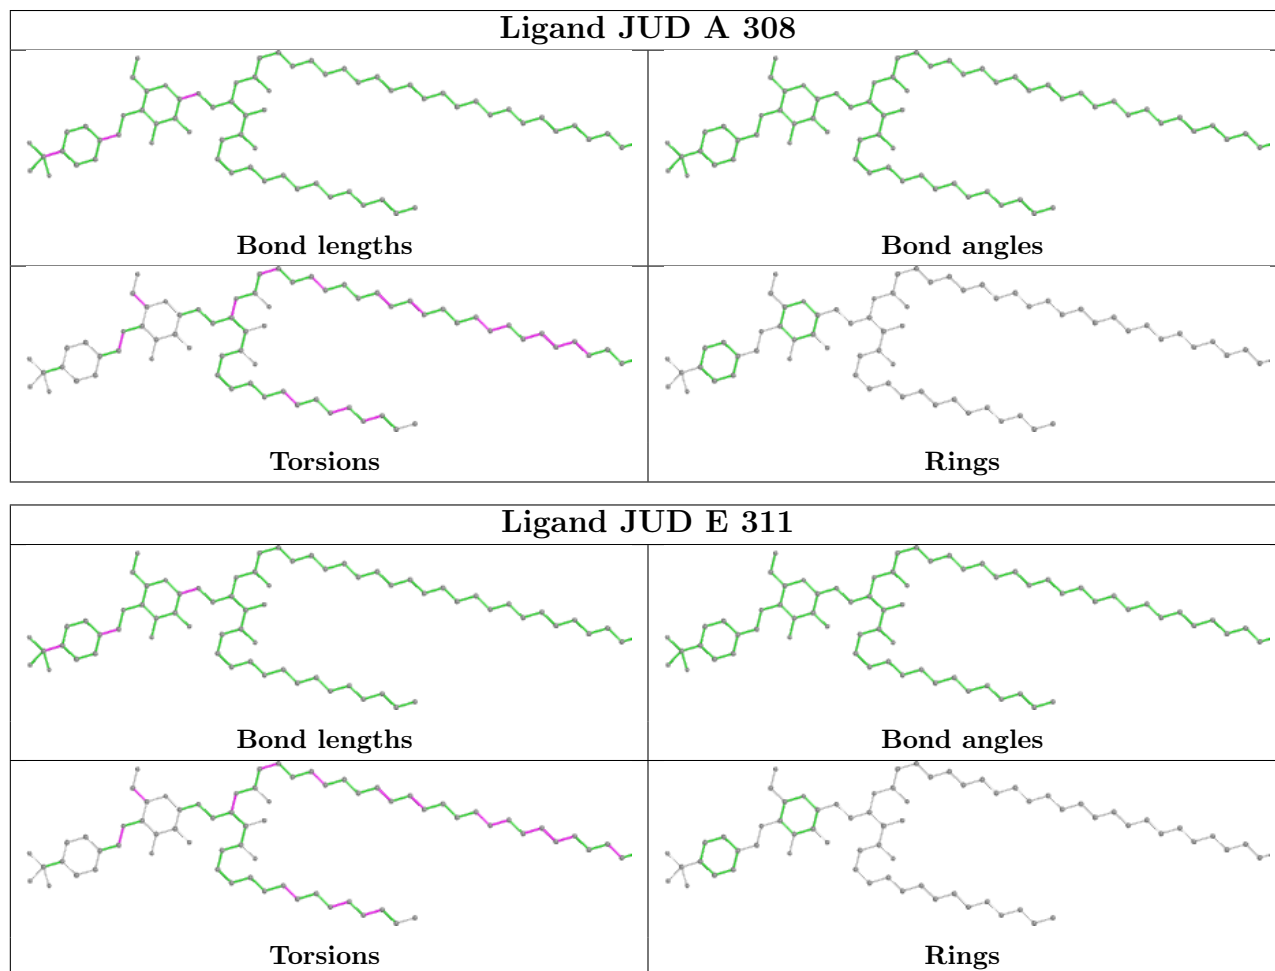 Ligand JUD A 308
Bond lengths
Bond angles
Torsions
Rings
Ligand JUD E 311
Bond lengths
Bond angles
Torsions
Rings